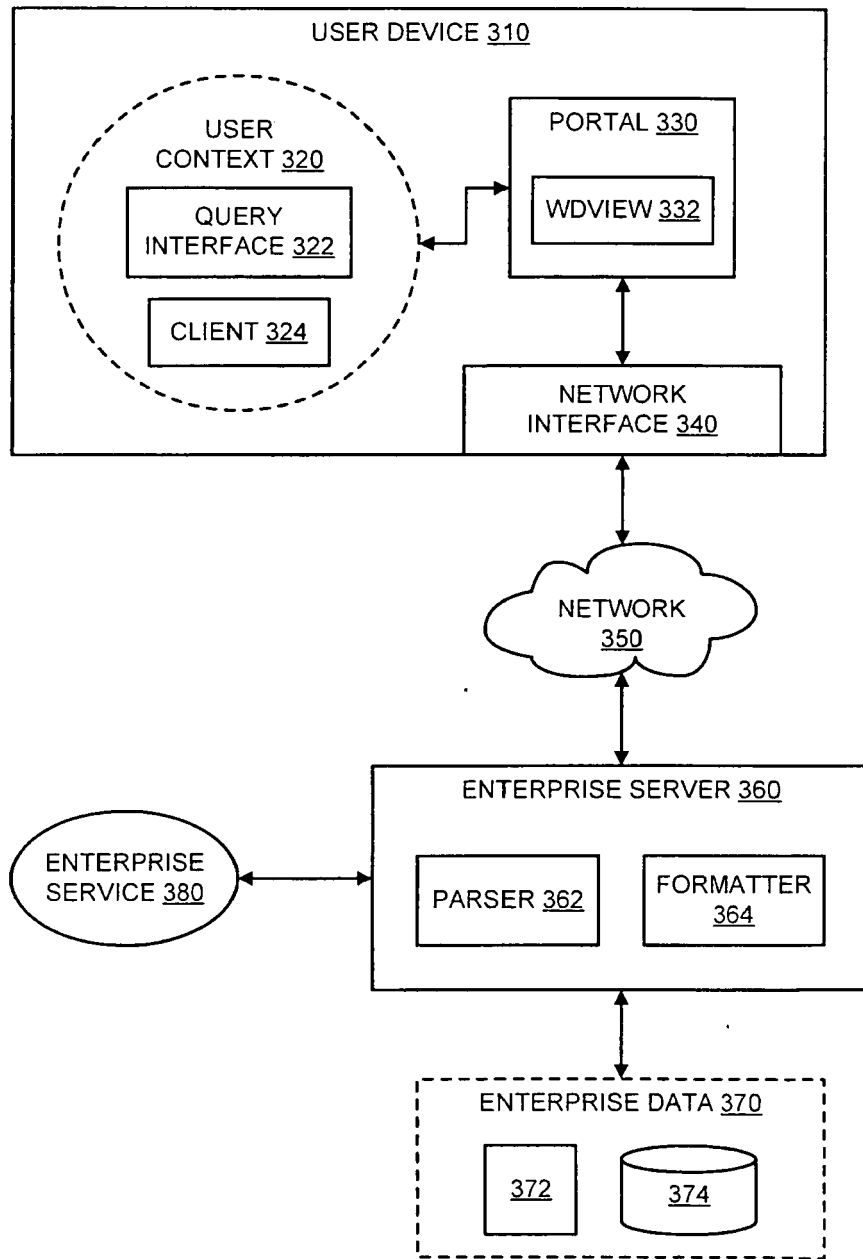 USER DEVICE 310
USER
CONTEXT 320
QUERY
INTERFACE 322
CLIENT 324
PORTAL 330
WDVIEW 332
NETWORK
INTERFACE 340
NETWORK
350
ENTERPRISE SERVER 360
PARSER 362
FORMATTER
364
ENTERPRISE
SERVICE 380
ENTERPRISE DATA 370
372
374